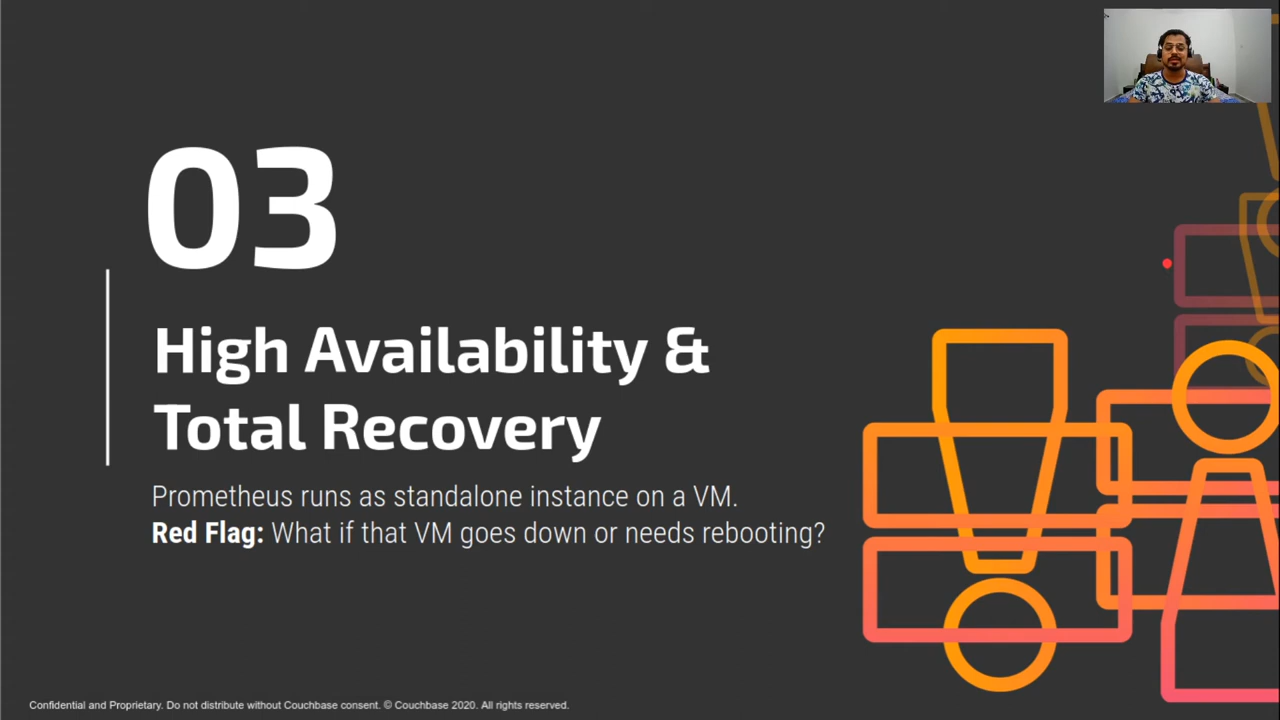 03
High Availability &
Total Recovery
Prometheus runs as standalone instance on a VM.
Red Flag: What if that VM goes down or needs rebooting?
Confidential and Proprietary. Do not distribute without Couchbase consent. © Couchbase 2020. All rights reserved.